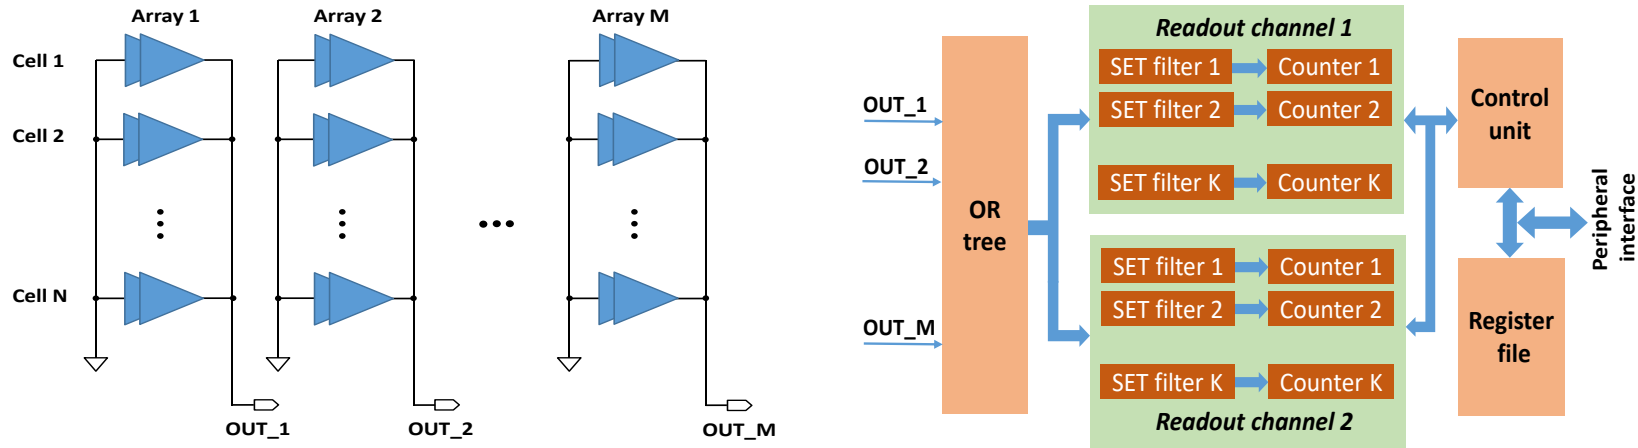 Array 1
Array 2
Array M
Cell 1
Cell 2
Cell N
OUT_1
OUT_2
OUT_M
OUT_1
OUT_2
OUT_M
OR
tree
Readout channel 1
SET filter 1
Counter 1
SET filter 2
Counter 2
SET filter K
Counter K
SET filter 1
Counter 1
SET filter 2
Counter 2
SET filter K
Counter K
Readout channel 2
Control
unit
Register
file
Peripheral
interface